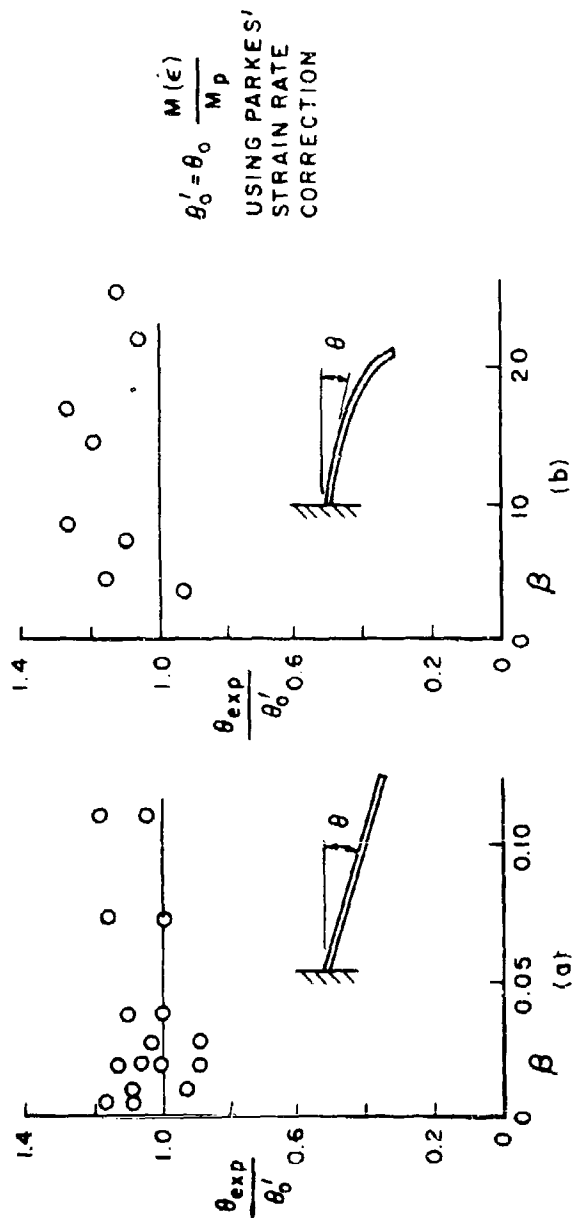 1.4
1.0
0.6
0.2
0
θexp
θ₀'
θ
0
0.05
0.10
β
(a)
1.4
1.0
0.6
0.2
0
θexp
θ₀'
θ
0
10
20
β
(b)
θ₀' = θ₀ M(ε̇)
Mp
USING PARKES'
STRAIN RATE
CORRECTION